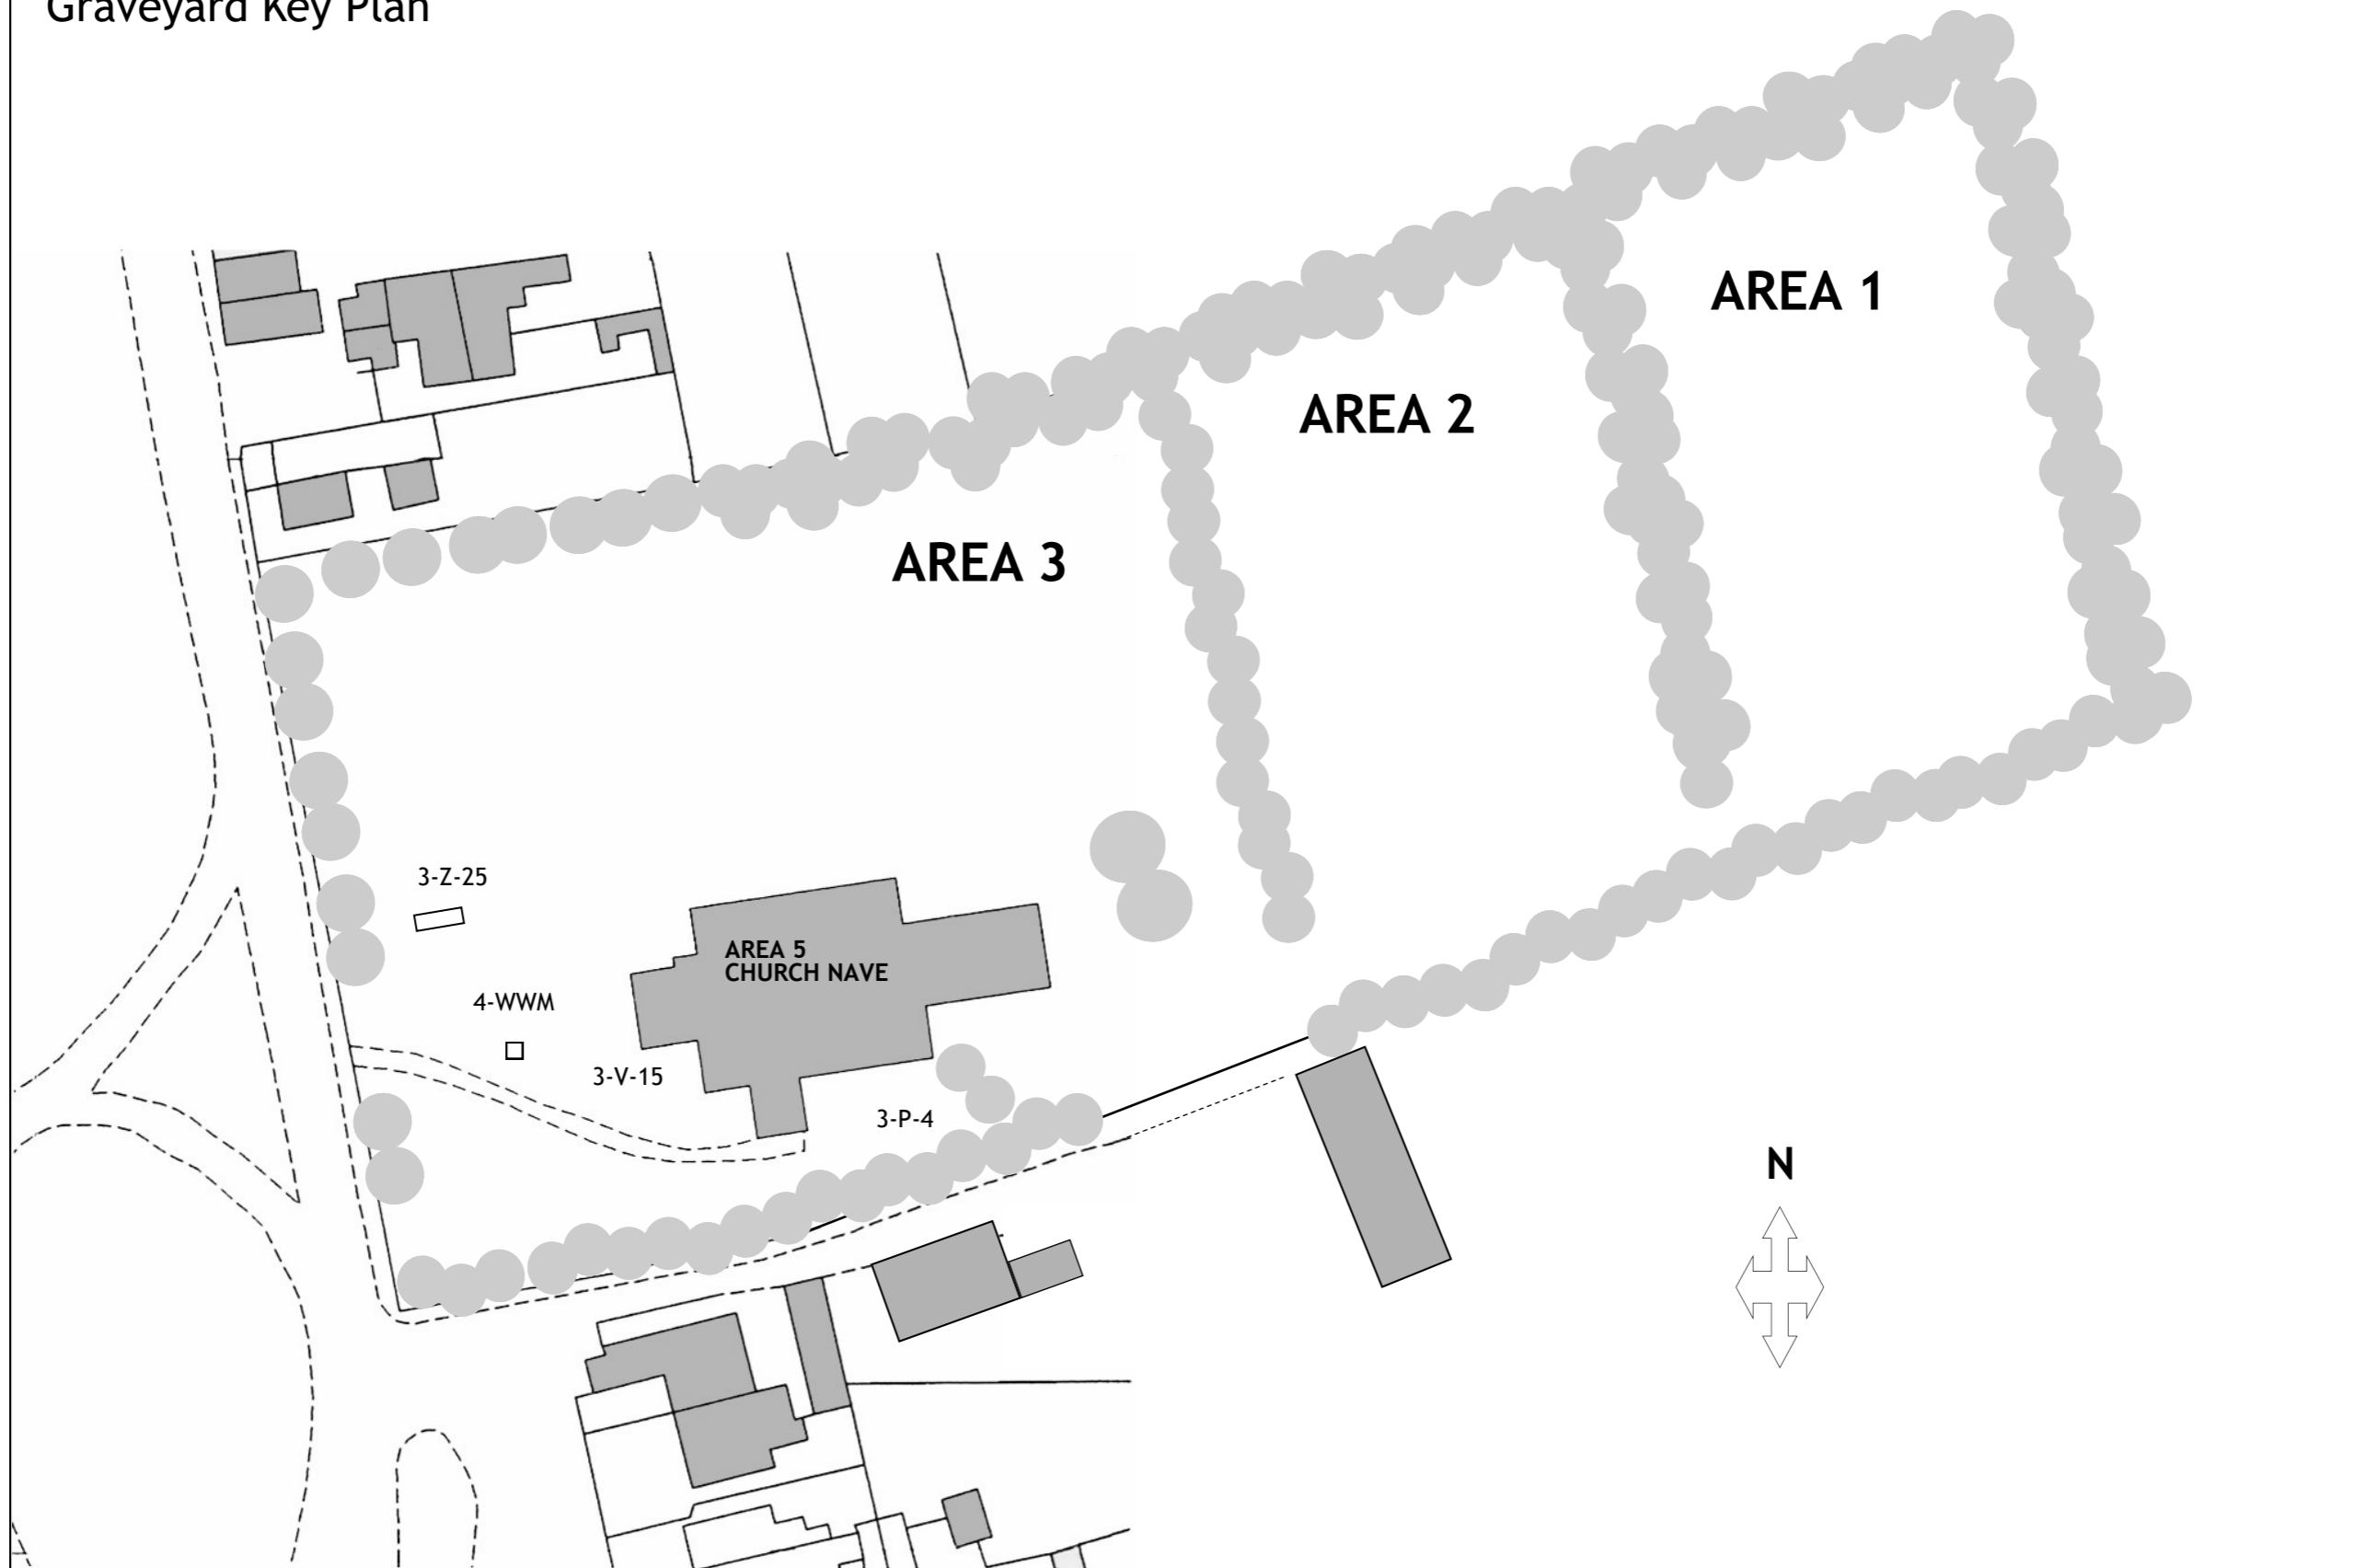 Graveyard Key Plan
AREA 1
AREA 2
AREA 3
3-Z-25
AREA 5
CHURCH NAVE
4-WWM
3-V-15
3-P-4
N